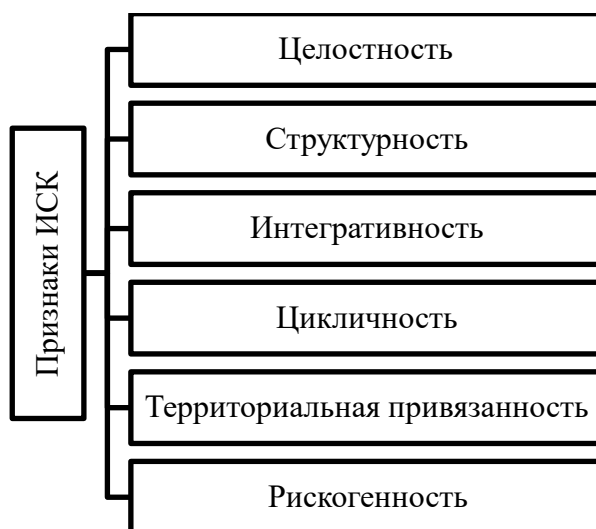 Признаки ИСК
Целостность
Структурность
Интегративность
Цикличность
Территориальная привязанность
Рискогенность